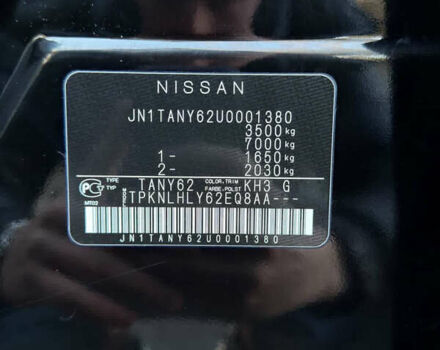 NISSAN
JN1TANY62U0001380
3500 kg
7000 kg
1- 1650 kg
2- 2030 kg
TYPE TYP TANY62 COLOR,TRIM FARBE,POLST KH3 G
TPKNLHLY62EQ8AA---
MT02
JN1TANY62U0001380